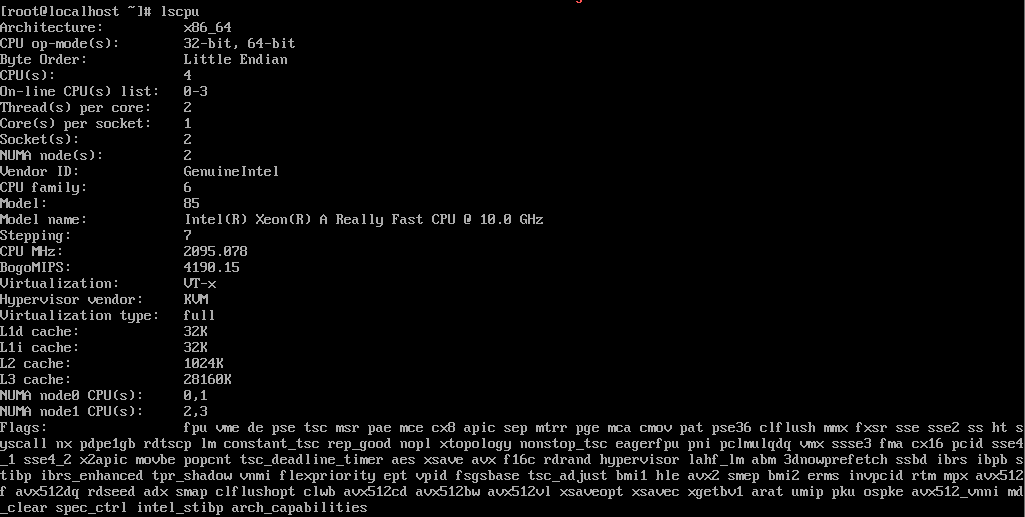 [root@localhost ~]# lscpu
Architecture:          x86_64
CPU op-mode(s):        32-bit, 64-bit
Byte Order:            Little Endian
CPU(s):                4
On-line CPU(s) list:   0-3
Thread(s) per core:    2
Core(s) per socket:    1
Socket(s):             2
NUMA node(s):          2
Vendor ID:             GenuineIntel
CPU family:            6
Model:                 85
Model name:            Intel(R) Xeon(R) A Really Fast CPU @ 10.0 GHz
Stepping:              7
CPU MHz:               2095.078
BogoMIPS:              4190.15
Virtualization:        VT-x
Hypervisor vendor:     KVM
Virtualization type:   full
L1d cache:             32K
L1i cache:             32K
L2 cache:              1024K
L3 cache:              28160K
NUMA node0 CPU(s):     0,1
NUMA node1 CPU(s):     2,3
Flags:                 fpu vme de pse tsc msr pae mce cx8 apic sep mtrr pge mca cmov pat pse36 clflush mmx fxsr sse sse2 ss ht s
yscall nx pdpe1gb rdtscp lm constant_tsc rep_good nopl xtopology nonstop_tsc eagerfpu pni pclmulqdq vmx ssse3 fma cx16 pcid sse4
_1 sse4_2 x2apic movbe popcnt tsc_deadline_timer aes xsave avx f16c rdrand hypervisor lahf_lm abm 3dnowprefetch ssbd ibrs ibpb s
tibp ibrs_enhanced tpr_shadow vnmi flexpriority ept vpid fsgsbase tsc_adjust bmi1 hle avx2 smep bmi2 erms invpcid rtm mpx avx512
f avx512dq rdseed adx smap clflushopt clwb avx512cd avx512bw avx512vl xsaveopt xsavec xgetbv1 arat umip pku ospke avx512_vnni md
_clear spec_ctrl intel_stibp arch_capabilities